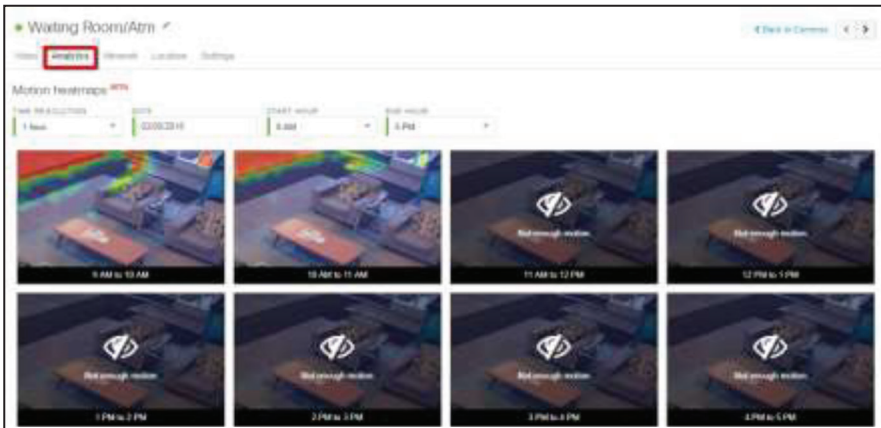 Waiting Room/Atm
Back to Cameras
Video Analytics Network Location Settings
Motion heatmaps BETA
TIME RESOLUTION DATE START HOUR END HOUR
1 hour 9 AM 5 PM
Not enough motion Not enough motion
9 AM to 10 AM 10 AM to 11 AM 11 AM to 12 PM 12 PM to 1 PM
Not enough motion Not enough motion Not enough motion Not enough motion
1 PM to 2 PM 2 PM to 3 PM 3 PM to 4 PM 4 PM to 5 PM